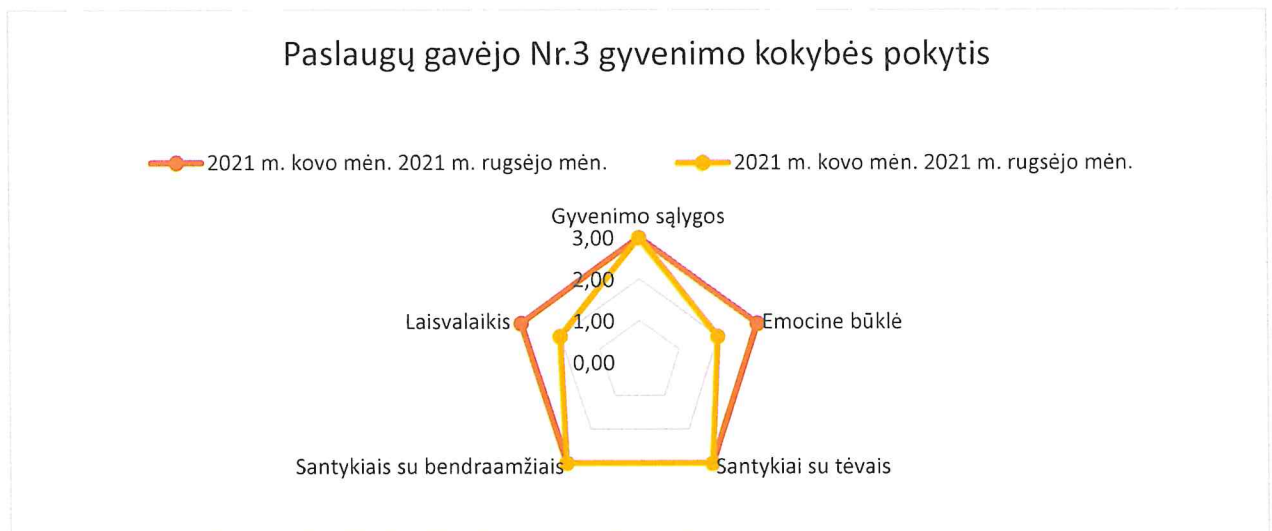 Paslaugų gavėjo Nr.3 gyvenimo kokybės pokytis
2021 m. kovo mėn. 2021 m. rugsėjo mėn.
2021 m. kovo mėn. 2021 m. rugsėjo mėn.
Gyvenimo sąlygos
3,00
2,00
1,00
0,00
Laisvalaikis
Emocine būklė
Santykiais su bendraamžiais
Santykiai su tėvais